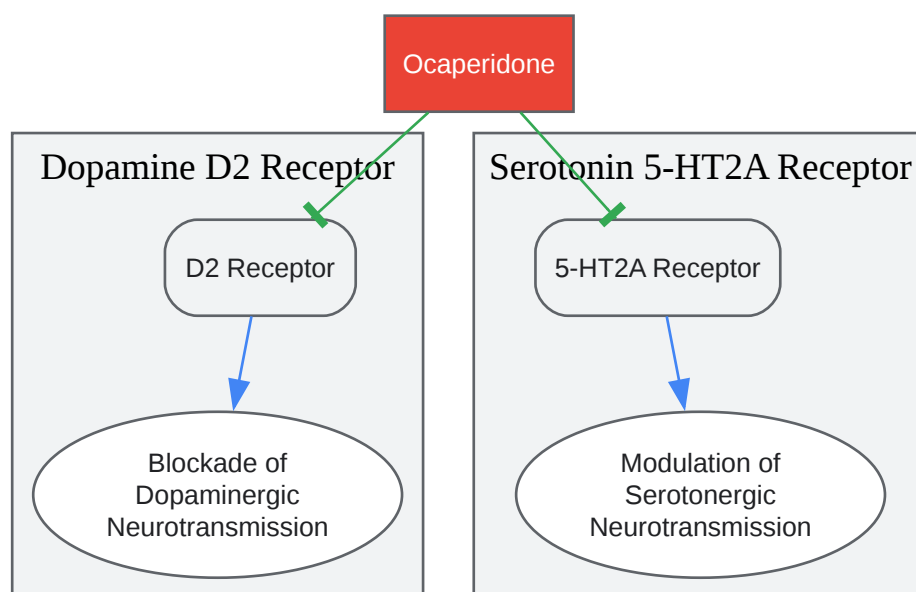 Ocaperidone
Dopamine D2 Receptor
D2 Receptor
Blockade of
Dopaminergic
Neurotransmission
Serotonin 5-HT2A Receptor
5-HT2A Receptor
Modulation of
Serotonergic
Neurotransmission